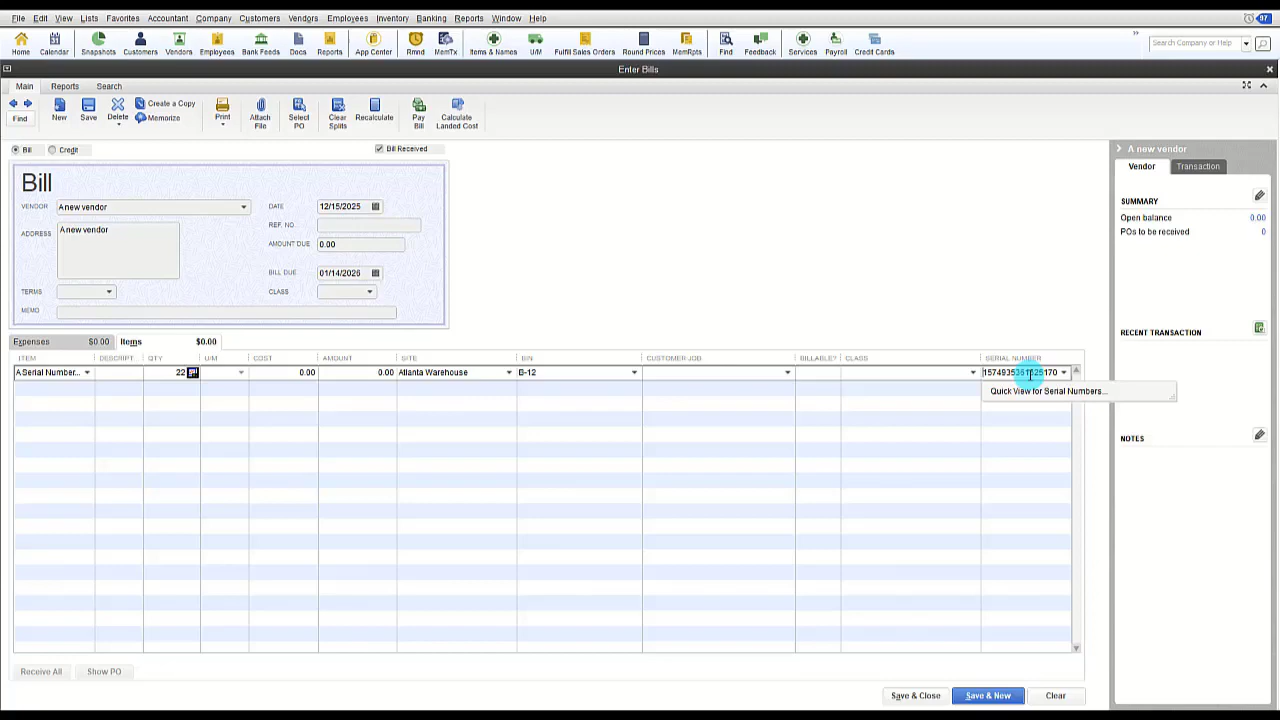 File Edit View Lists Favorites Accountant Company Customers Vendors Employees Inventory Banking Reports Window Help 97
Home Calendar Snapshots Customers Vendors Employees Bank Feeds Docs Reports App Center Rmnd MemTx Items & Names U/M Fulfill Sales Orders Round Prices MemRpts Find Feedback Services Payroll Credit Cards Search Company or Help
Enter Bills
Main Reports Search
Find New Save Delete Create a Copy Memorize Print Attach File Select PO Clear Splits Recalculate Pay Bill Calculate Landed Cost
Bill Credit Bill Received
Bill
VENDOR A new vendor DATE 12/15/2025
ADDRESS A new vendor REF. NO.
AMOUNT DUE 0.00
BILL DUE 01/14/2026
TERMS CLASS
MEMO
Expenses $0.00 Items $0.00
ITEM DESCRIPT QTY U/M COST AMOUNT SITE BIN CUSTOMER:JOB BILLABLE? CLASS SERIAL NUMBER
A Serial Number... 22 0.00 0.00 Atlanta Warehouse B-12
Quick View for Serial Numbers...
Receive All Show PO
Save & Close Save & New Clear
A new vendor
Vendor Transaction
SUMMARY
Open balance 0.00
POs to be received 0
RECENT TRANSACTION
NOTES